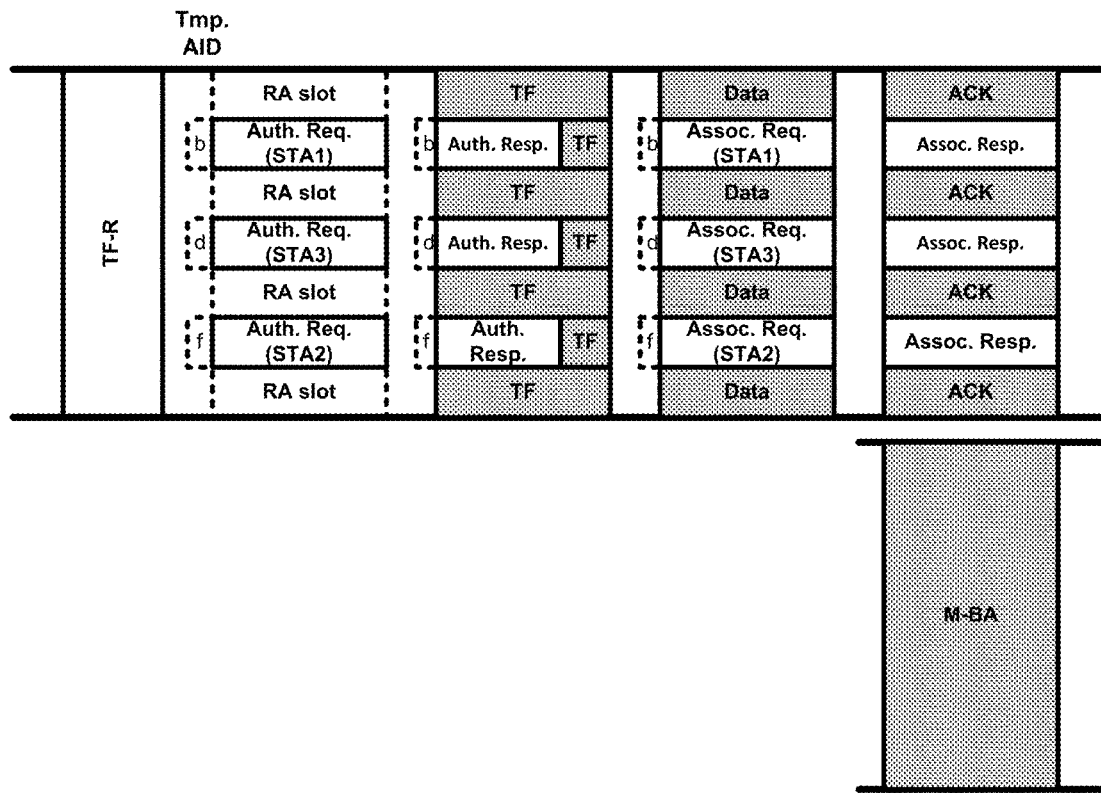 Tmp.
AID
TF-R
RA slot
TF
Data
ACK
b
Auth. Req.
(STA1)
b
Auth. Resp.
TF
b
Assoc. Req.
(STA1)
Assoc. Resp.
RA slot
TF
Data
ACK
d
Auth. Req.
(STA3)
d
Auth. Resp.
TF
d
Assoc. Req.
(STA3)
Assoc. Resp.
RA slot
TF
Data
ACK
f
Auth. Req.
(STA2)
f
Auth.
Resp.
TF
f
Assoc. Req.
(STA2)
Assoc. Resp.
RA slot
TF
Data
ACK
M-BA